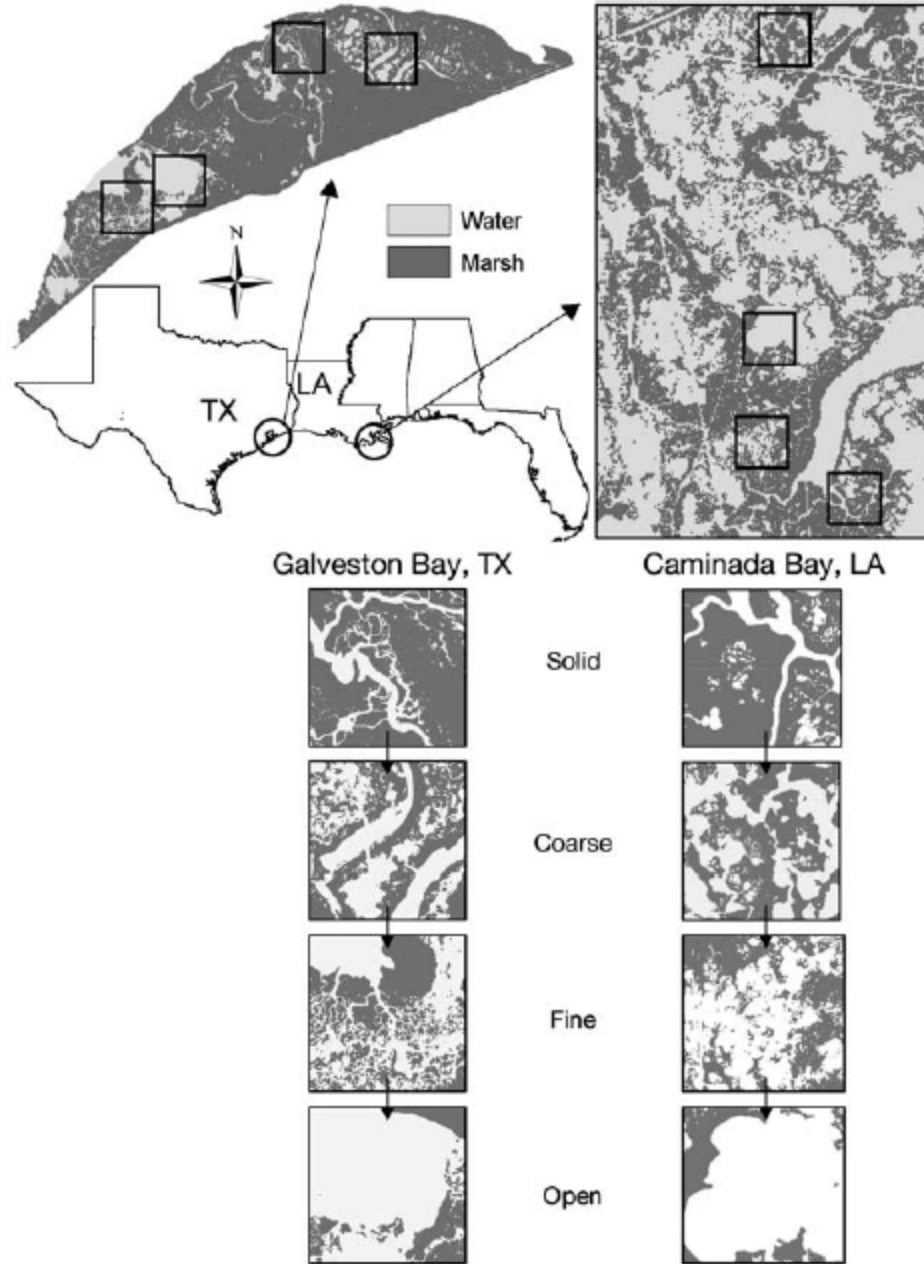 N
Water
Marsh
TX
LA
Galveston Bay, TX
Caminada Bay, LA
Solid
Coarse
Fine
Open